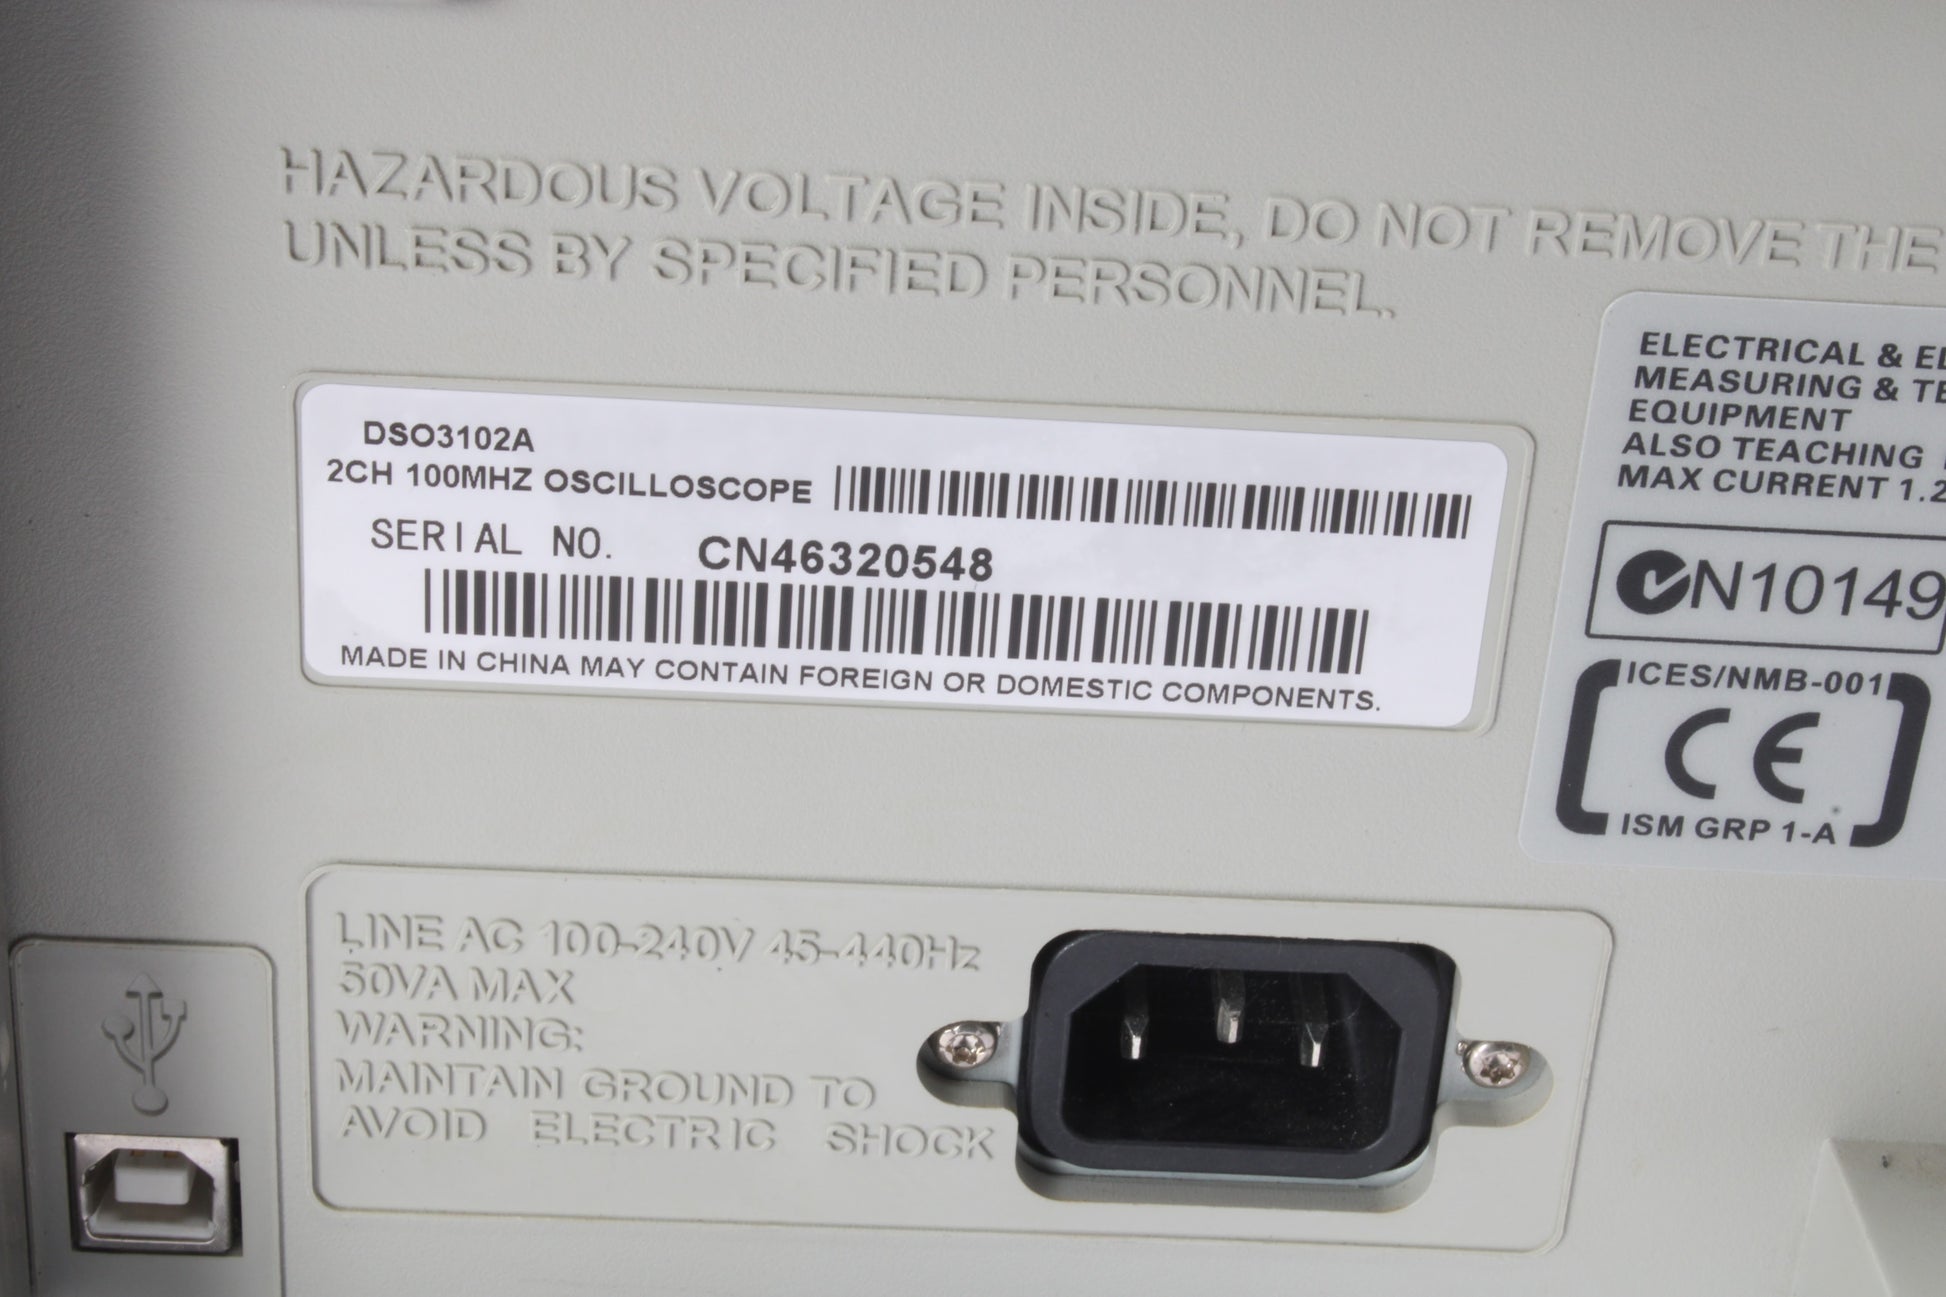 HAZARDOUS VOLTAGE INSIDE, DO NOT REMOVE THE
UNLESS BY SPECIFIED PERSONNEL.
DSO3102A
2CH 100MHZ OSCILLOSCOPE
SERIAL NO. CN46320548
MADE IN CHINA MAY CONTAIN FOREIGN OR DOMESTIC COMPONENTS.
ELECTRICAL &
MEASURING &
EQUIPMENT
ALSO TEACHING
MAX CURRENT 1.2
N10149
ICES/NMB-001
CE
ISM GRP 1-A
LINE AC 100-240V 45-440Hz
50VA MAX
WARNING:
MAINTAIN GROUND TO
AVOID ELECTRIC SHOCK